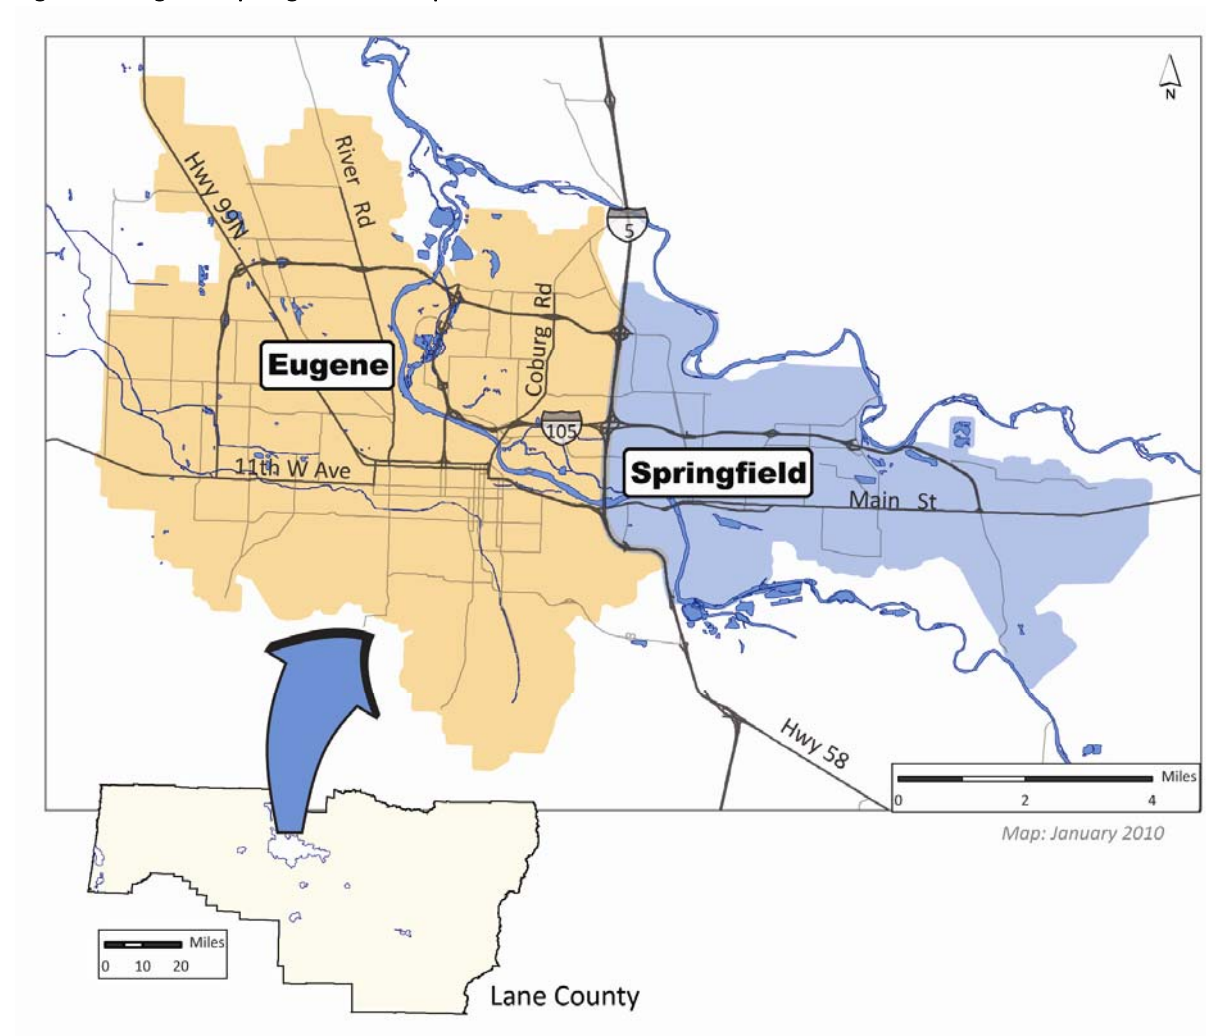 N
River Rd
Hwy 99N
5
Coburg Rd
Eugene
105
11th W Ave
Springfield
Main St
Hwy 58
Miles
0 2 4
Map: January 2010
Miles
0 10 20
Lane County